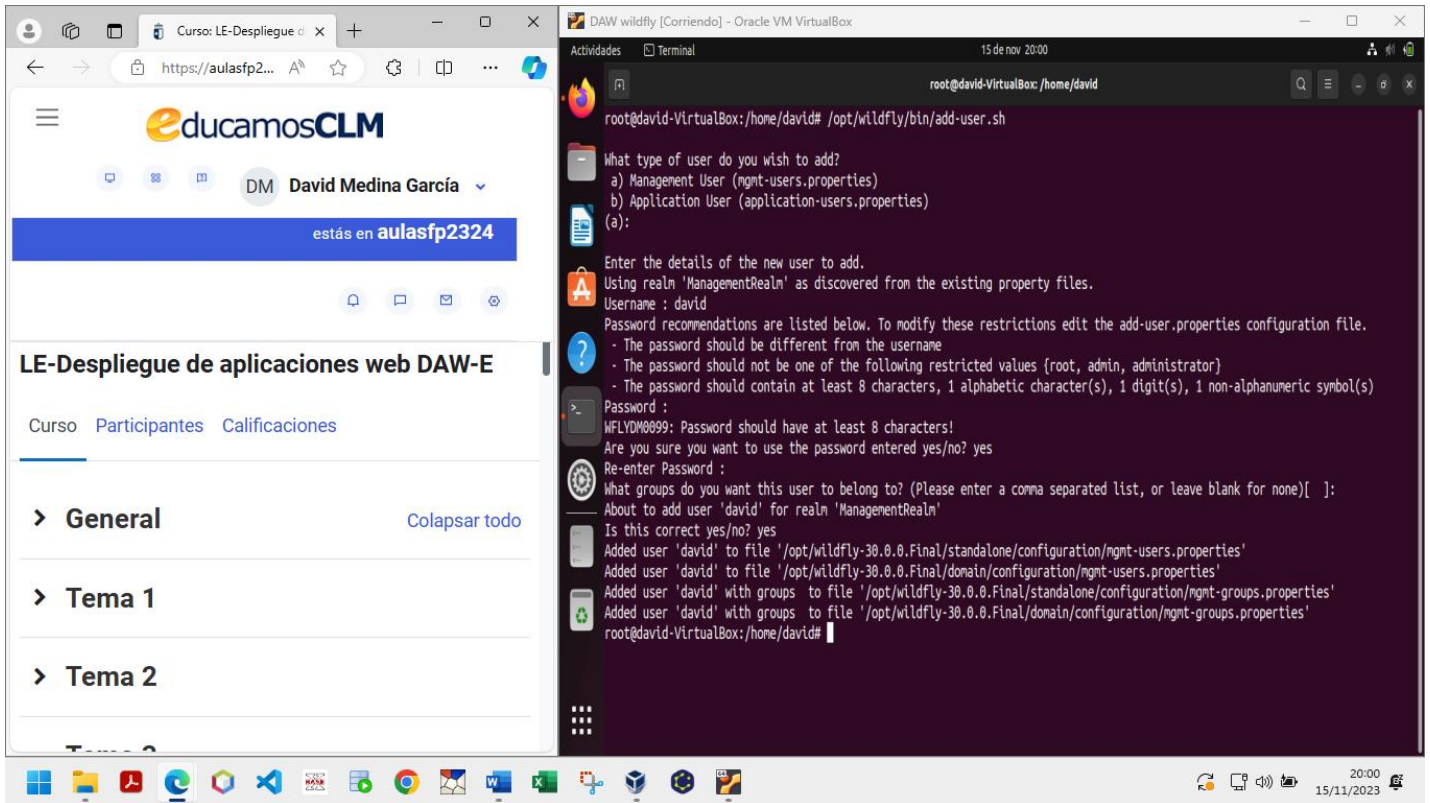 Curso: LE-Despliegue d
https://aulasfp2...
educamosCLM
DM David Medina García
estás en aulasfp2324
LE-Despliegue de aplicaciones web DAW-E
Curso Participantes Calificaciones
General Colapsar todo
Tema 1
Tema 2
DAW wildfly [Corriendo] - Oracle VM VirtualBox
Actividades Terminal 15 de nov 20:00
root@david-VirtualBox: /home/david
root@david-VirtualBox:/home/david# /opt/wildfly/bin/add-user.sh
What type of user do you wish to add?
a) Management User (mgmt-users.properties)
b) Application User (application-users.properties)
(a):
Enter the details of the new user to add.
Using realm 'ManagementRealm' as discovered from the existing property files.
Username : david
Password recommendations are listed below. To modify these restrictions edit the add-user.properties configuration file.
- The password should be different from the username
- The password should not be one of the following restricted values {root, admin, administrator}
- The password should contain at least 8 characters, 1 alphabetic character(s), 1 digit(s), 1 non-alphanumeric symbol(s)
Password :
WFLYDM0099: Password should have at least 8 characters!
Are you sure you want to use the password entered yes/no? yes
Re-enter Password :
What groups do you want this user to belong to? (Please enter a comma separated list, or leave blank for none)[  ]:
About to add user 'david' for realm 'ManagementRealm'
Is this correct yes/no? yes
Added user 'david' to file '/opt/wildfly-30.0.0.Final/standalone/configuration/mgmt-users.properties'
Added user 'david' to file '/opt/wildfly-30.0.0.Final/domain/configuration/mgmt-users.properties'
Added user 'david' with groups  to file '/opt/wildfly-30.0.0.Final/standalone/configuration/mgmt-groups.properties'
Added user 'david' with groups  to file '/opt/wildfly-30.0.0.Final/domain/configuration/mgmt-groups.properties'
root@david-VirtualBox:/home/david#
20:00
15/11/2023